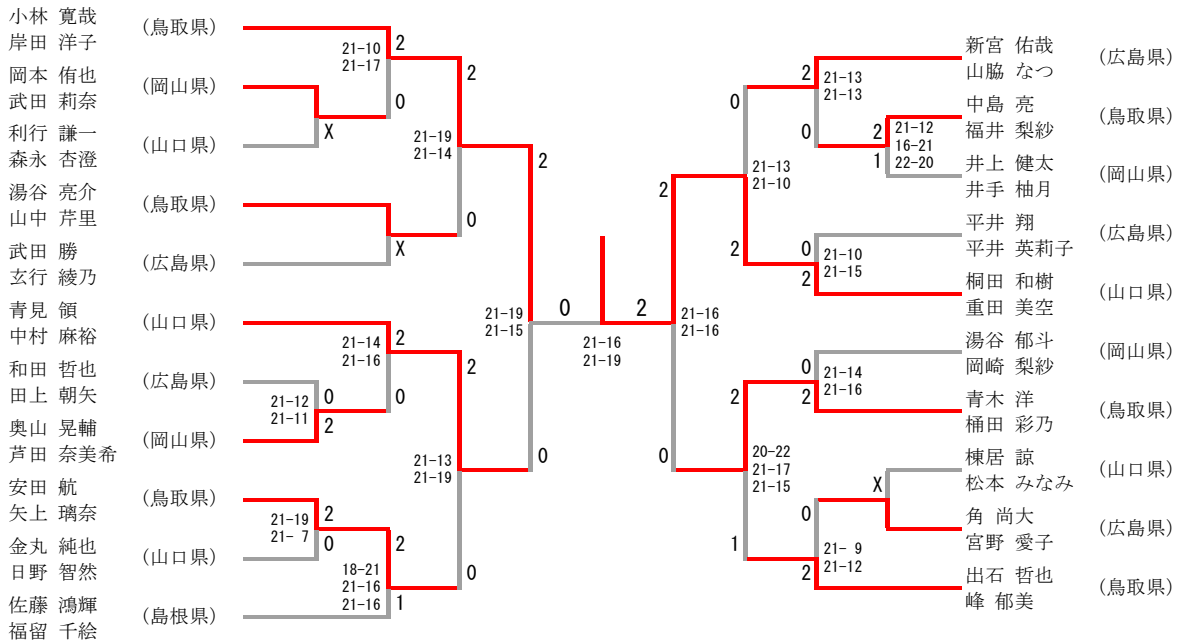 小林 寛哉
岸田 洋子
(鳥取県)
岡本 侑也
武田 莉奈
(岡山県)
利行 謙一
森永 杏澄
(山口県)
湯谷 亮介
山中 芹里
(鳥取県)
武田 勝
玄行 綾乃
(広島県)
青見 領
中村 麻裕
(山口県)
和田 哲也
田上 朝矢
(広島県)
奥山 晃輔
芦田 奈美希
(岡山県)
安田 航
矢上 璃奈
(鳥取県)
金丸 純也
日野 智然
(山口県)
佐藤 鴻輝
福留 千絵
(島根県)
21-10
21-17
2
0
X
X
21-19
21-14
2
0
21-14
21-16
2
0
21-12
21-11
0
2
21-19
21- 7
2
0
18-21
21-16
21-16
2
1
21-13
21-19
2
0
21-19
21-15
2
0
0
2
21-16
21-19
21-16
21-16
2
0
21-13
21-10
0
2
21-13
21-13
2
0
21-12
16-21
22-20
2
1
21-10
21-15
0
2
20-22
21-17
21-15
2
1
21-14
21-16
0
2
X
21- 9
21-12
0
2
新宮 佑哉
山脇 なつ
(広島県)
中島 亮
福井 梨紗
(鳥取県)
井上 健太
井手 柚月
(岡山県)
平井 翔
平井 英莉子
(広島県)
桐田 和樹
重田 美空
(山口県)
湯谷 郁斗
岡崎 梨紗
(岡山県)
青木 洋
桶田 彩乃
(鳥取県)
棟居 諒
松本 みなみ
(山口県)
角 尚大
宮野 愛子
(広島県)
出石 哲也
峰 郁美
(鳥取県)